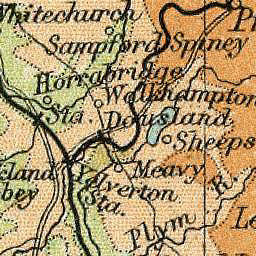 Whitechurch
Sampford Spiney
Horrabridge
Walkhampton
Sta.
Dousland
Sheeps
Meavy
Yelverton
Sta.
Plym R.